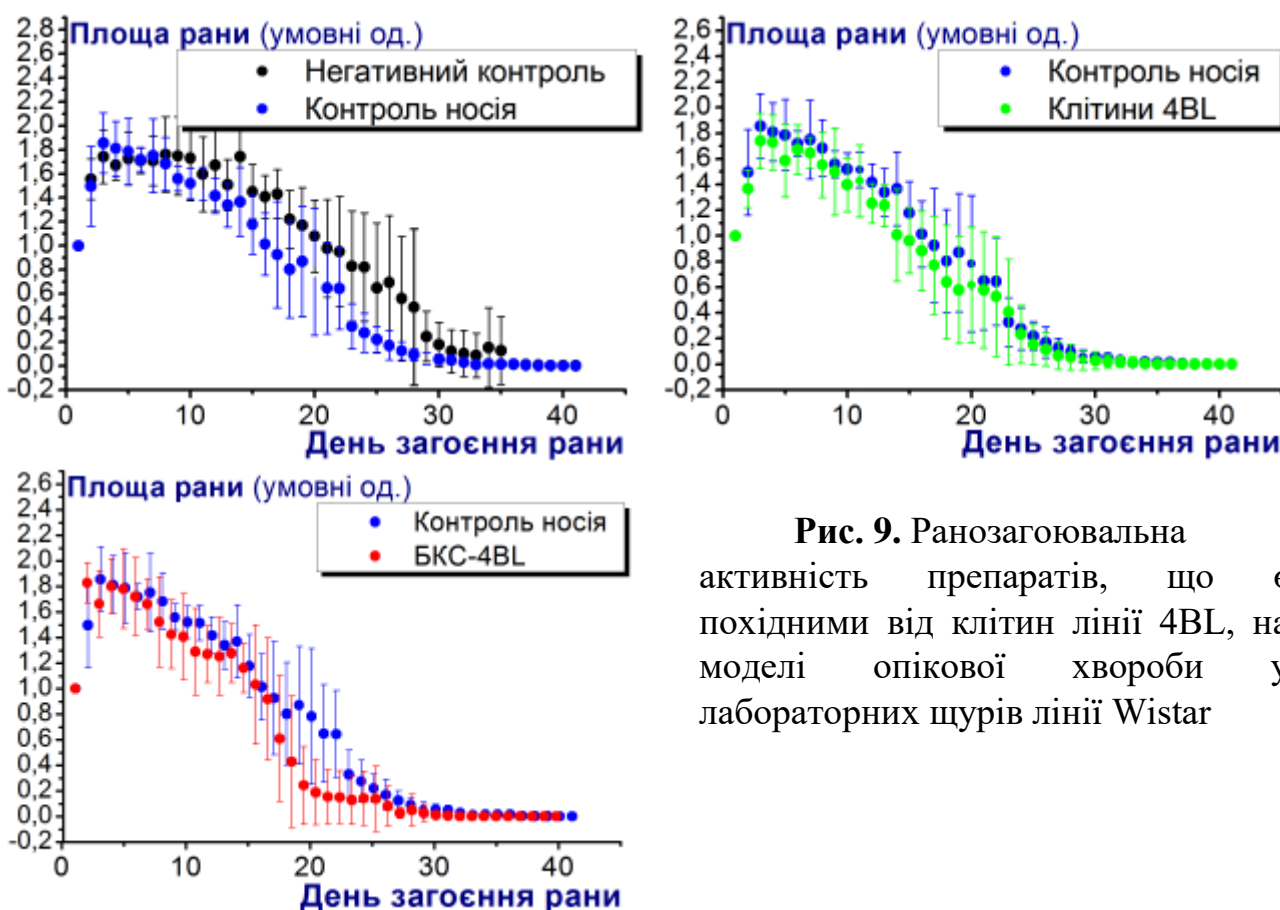 Площа рани (умовні од.)
Негативний контроль
Контроль носія
2,8
2,6
2,4
2,2
2,0
1,8
1,6
1,4
1,2
1,0
0,8
0,6
0,4
0,2
0,0
-0,2
0 10 20 30 40
День загоєння рани
Площа рани (умовні од.)
Контроль носія
Клітини 4BL
2,6
2,4
2,2
2,0
1,8
1,6
1,4
1,2
1,0
0,8
0,6
0,4
0,2
0,0
-0,2
0 10 20 30 40
День загоєння рани
Площа рани (умовні од.)
Контроль носія
БКС-4BL
2,6
2,4
2,2
2,0
1,8
1,6
1,4
1,2
1,0
0,8
0,6
0,4
0,2
0,0
-0,2
0 10 20 30 40
День загоєння рани
Рис. 9. Ранозагоювальна
активність препаратів, що є
похідними від клітин лінії 4BL, на
моделі опікової хвороби у
лабораторних щурів лінії Wistar